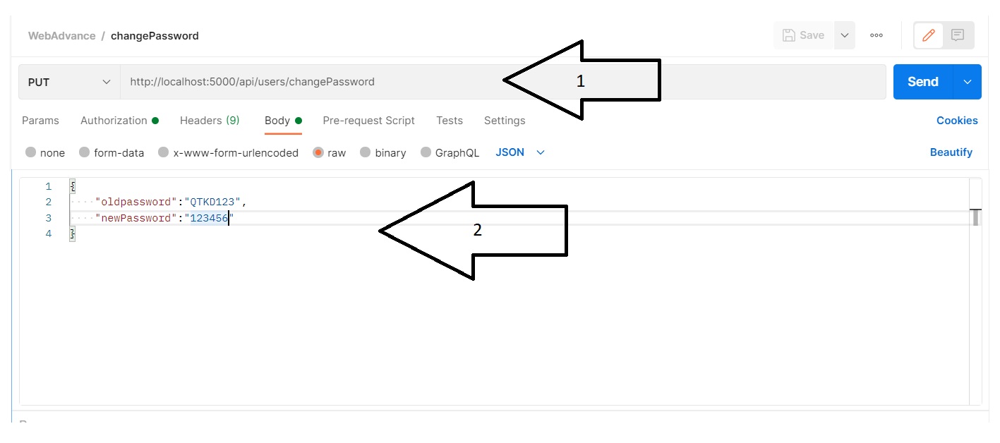 WebAdvance / changePassword
Save
PUT
http://localhost:5000/api/users/changePassword
1
Send
Params Authorization Headers (9) Body Pre-request Script Tests Settings Cookies
none form-data x-www-form-urlencoded raw binary GraphQL JSON Beautify
1 {
2 "oldpassword":"QTKD123",
3 "newPassword":"123456"
4 }
2